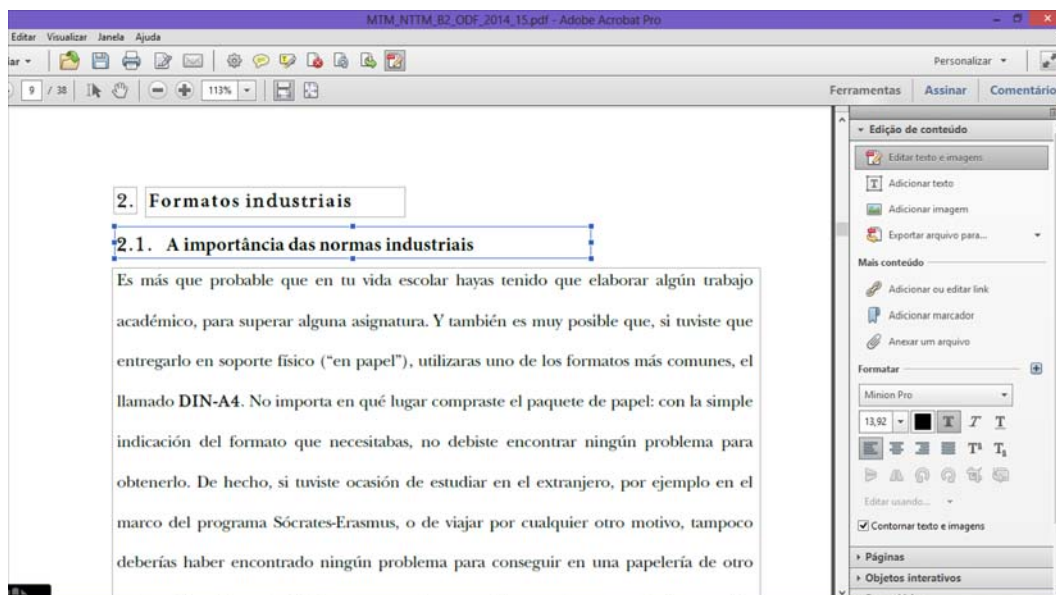 MTM_NTTM_B2_ODF_2014_15.pdf - Adobe Acrobat Pro
Editar Visualizar Janela Ajuda
iar
Personalizar
9 / 38 113%
Ferramentas Assinar Comentário
Edição de conteúdo
Editar texto e imagens
Adicionar texto
Adicionar imagem
Exportar arquivo para...
Mais conteúdo
Adicionar ou editar link
Adicionar marcador
Anexar um arquivo
Formatar
Minion Pro
13,92 T T T
T¹ T₁
Editar usando...
Contornar texto e imagens
Páginas
Objetos interativos
2. Formatos industriais
2.1. A importância das normas industriais
Es más que probable que en tu vida escolar hayas tenido que elaborar algún trabajo
académico, para superar alguna asignatura. Y también es muy posible que, si tuviste que
entregarlo en soporte físico (“en papel”), utilizaras uno de los formatos más comunes, el
llamado DIN-A4. No importa en qué lugar compraste el paquete de papel: con la simple
indicación del formato que necesitabas, no debiste encontrar ningún problema para
obtenerlo. De hecho, si tuviste ocasión de estudiar en el extranjero, por ejemplo en el
marco del programa Sócrates-Erasmus, o de viajar por cualquier otro motivo, tampoco
deberías haber encontrado ningún problema para conseguir en una papelería de otro